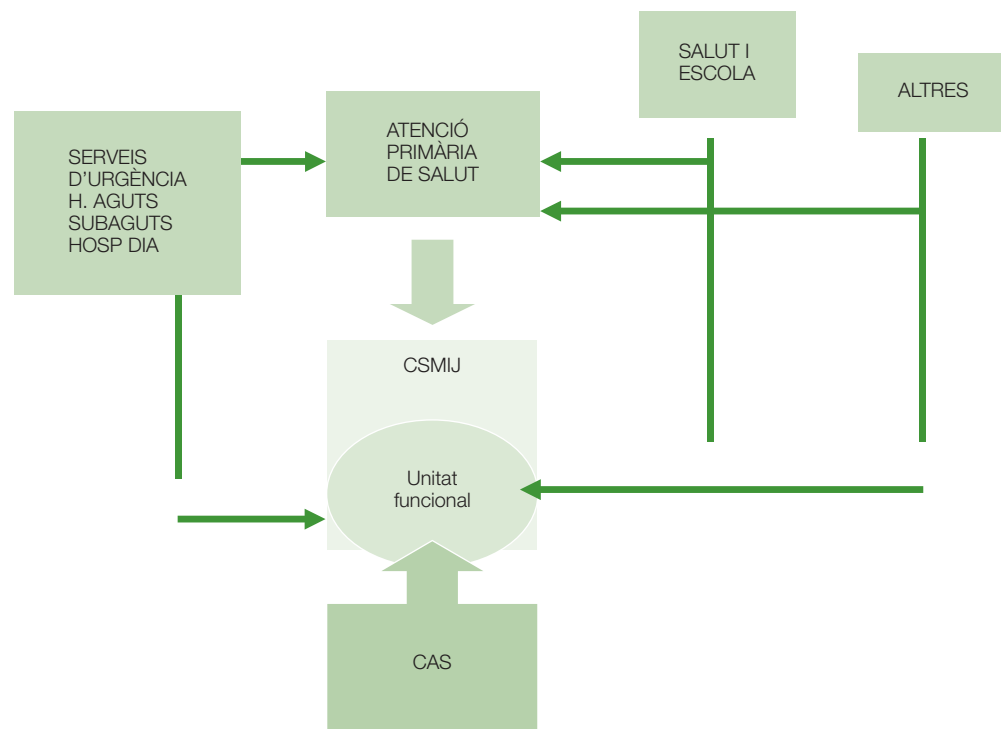 SALUT I
ESCOLA
ALTRES
ATENCIÓ
PRIMÀRIA
DE SALUT
SERVEIS
D’URGÈNCIA
H. AGUTS
SUBAGUTS
HOSP DIA
CSMIJ
Unitat
funcional
CAS